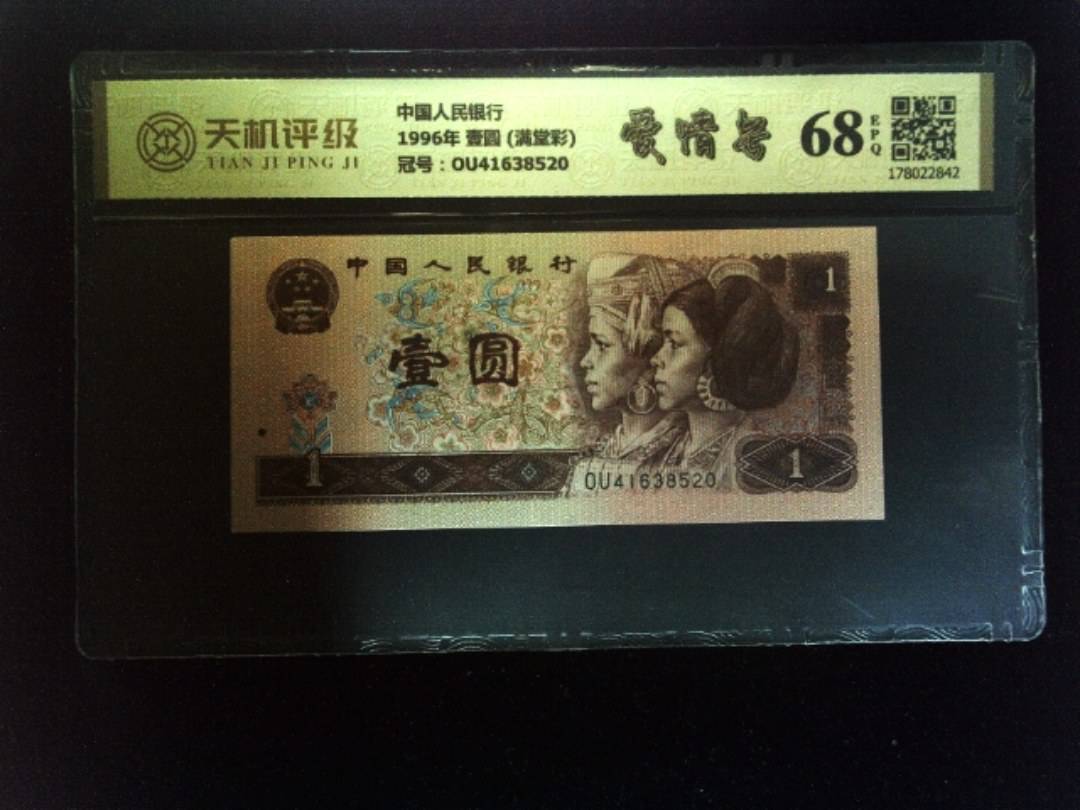 天机评级
TIAN JI PING JI
中国人民银行
1996年 壹圆 (满堂彩)
冠号：OU41638520
爱情号
68
EPQ
178022842
中国人民银行
壹圆
1
1
1
OU41638520